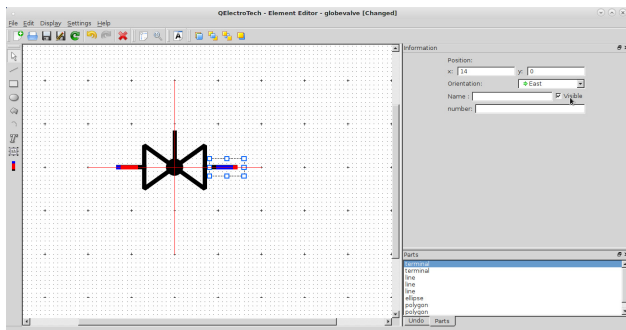 QElectroTech - Element Editor - globevalve [Changed]
File Edit Display Settings Help
Information
Position:
x: 14 y: 0
Orientation: East
Name : Visible
number:
Parts
terminal
terminal
line
line
line
ellipse
polygon
polygon
Undo Parts